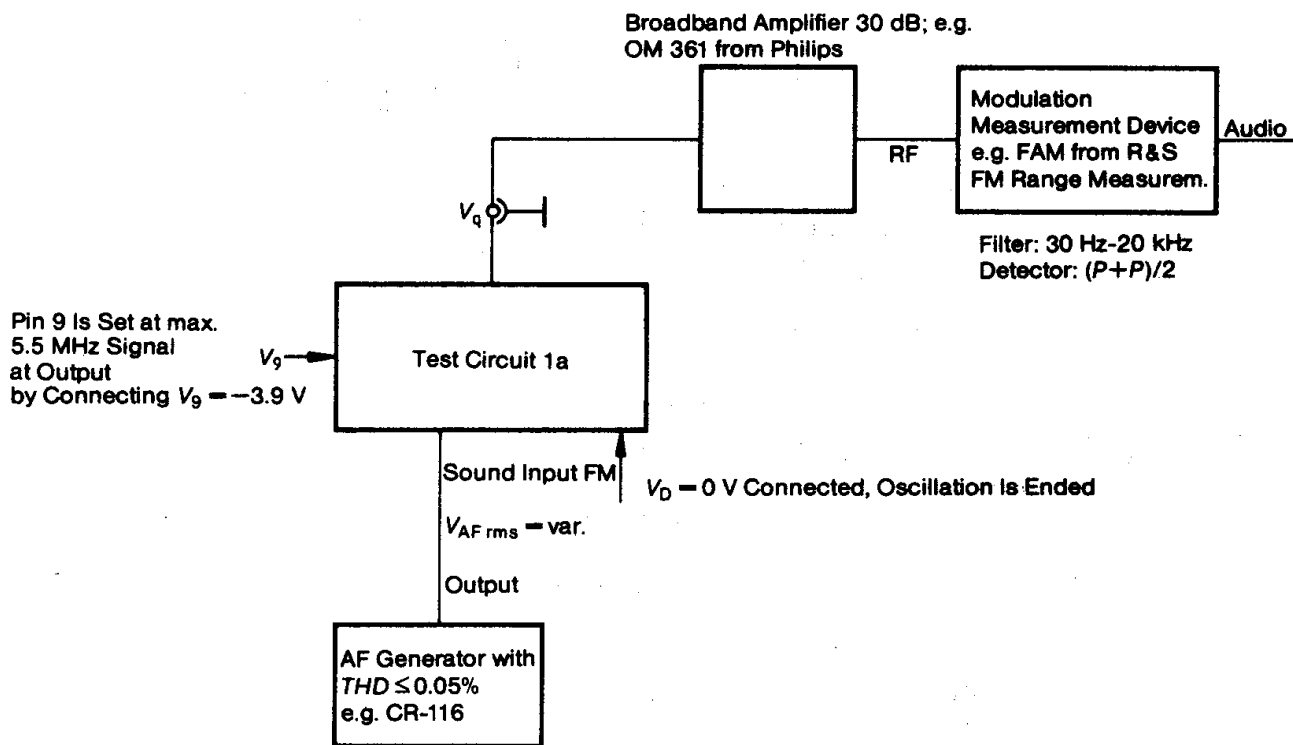 Broadband Amplifier 30 dB; e.g.
OM 361 from Philips
Modulation
Measurement Device
e.g. FAM from R&S
FM Range Measurem.
Audio
RF
Filter: 30 Hz-20 kHz
Detector: (P+P)/2
Vq
Pin 9 Is Set at max.
5.5 MHz Signal
at Output
by Connecting V9 = −3.9 V
V9
Test Circuit 1a
Sound Input FM
VD = 0 V Connected, Oscillation Is Ended
VAF rms = var.
Output
AF Generator with
THD ≤ 0.05%
e.g. CR-116